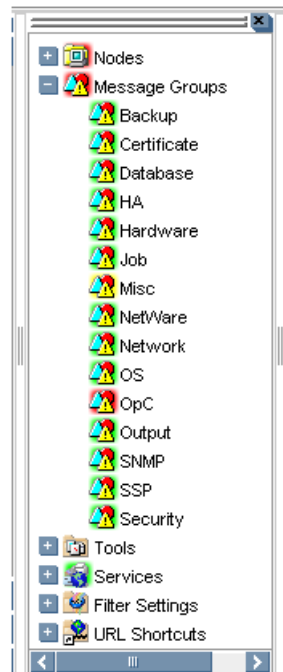 Nodes
Message Groups
Backup
Certificate
Database
HA
Hardware
Job
Misc
NetWare
Network
OS
OpC
Output
SNMP
SSP
Security
Tools
Services
Filter Settings
URL Shortcuts